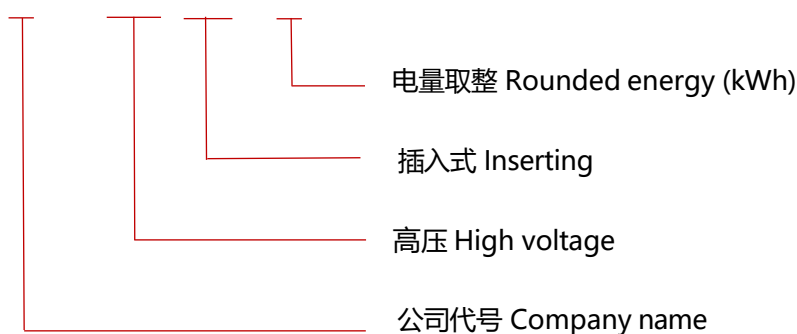 电量取整 Rounded energy (kWh)
插入式 Inserting
高压 High voltage
公司代号 Company name